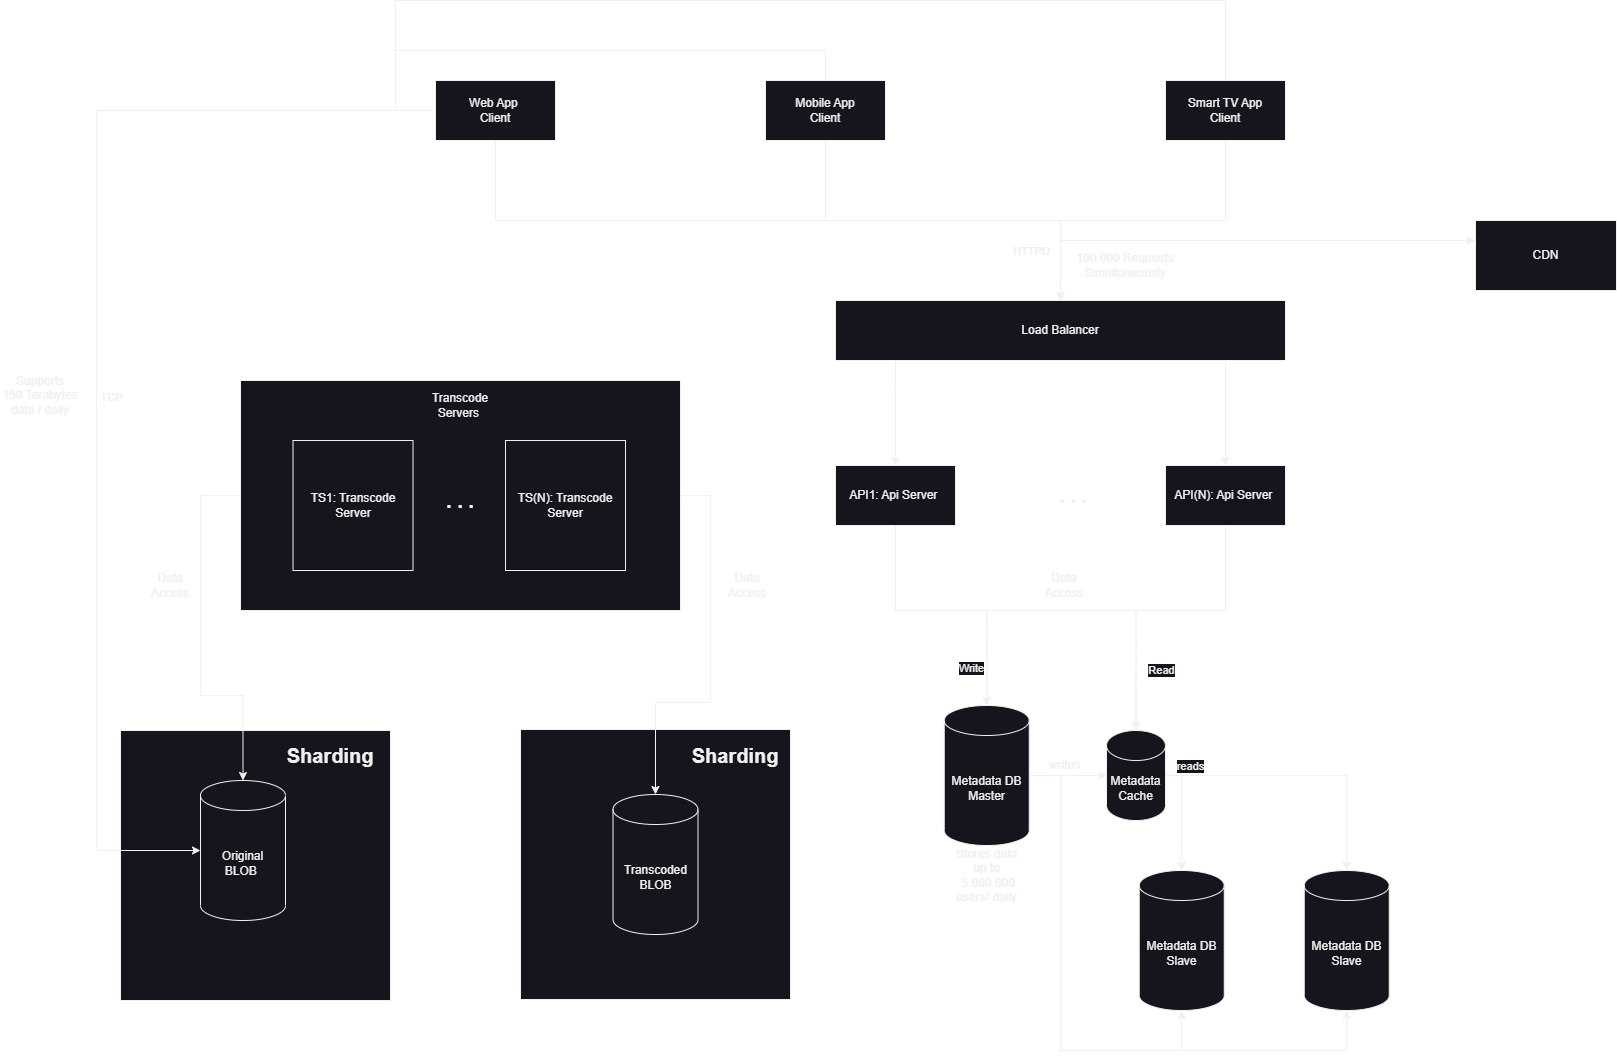 Web App
Client
Mobile App
Client
Smart TV App
Client
HTTPD
100.000 Requests
Simultaneously
CDN
Load Balancer
Supports
150 Terabytes
data / daily
TCP
Transcode
Servers
TS1: Transcode
Server
. . .
TS(N): Transcode
Server
API1: Api Server
. . .
API(N): Api Server
Data
Access
Data
Access
Data
Access
Write
Read
Sharding
Original
BLOB
Sharding
Transcoded
BLOB
Metadata DB
Master
writes
Metadata
Cache
reads
Stores data
up to
5.000.000
users/ daily
Metadata DB
Slave
Metadata DB
Slave